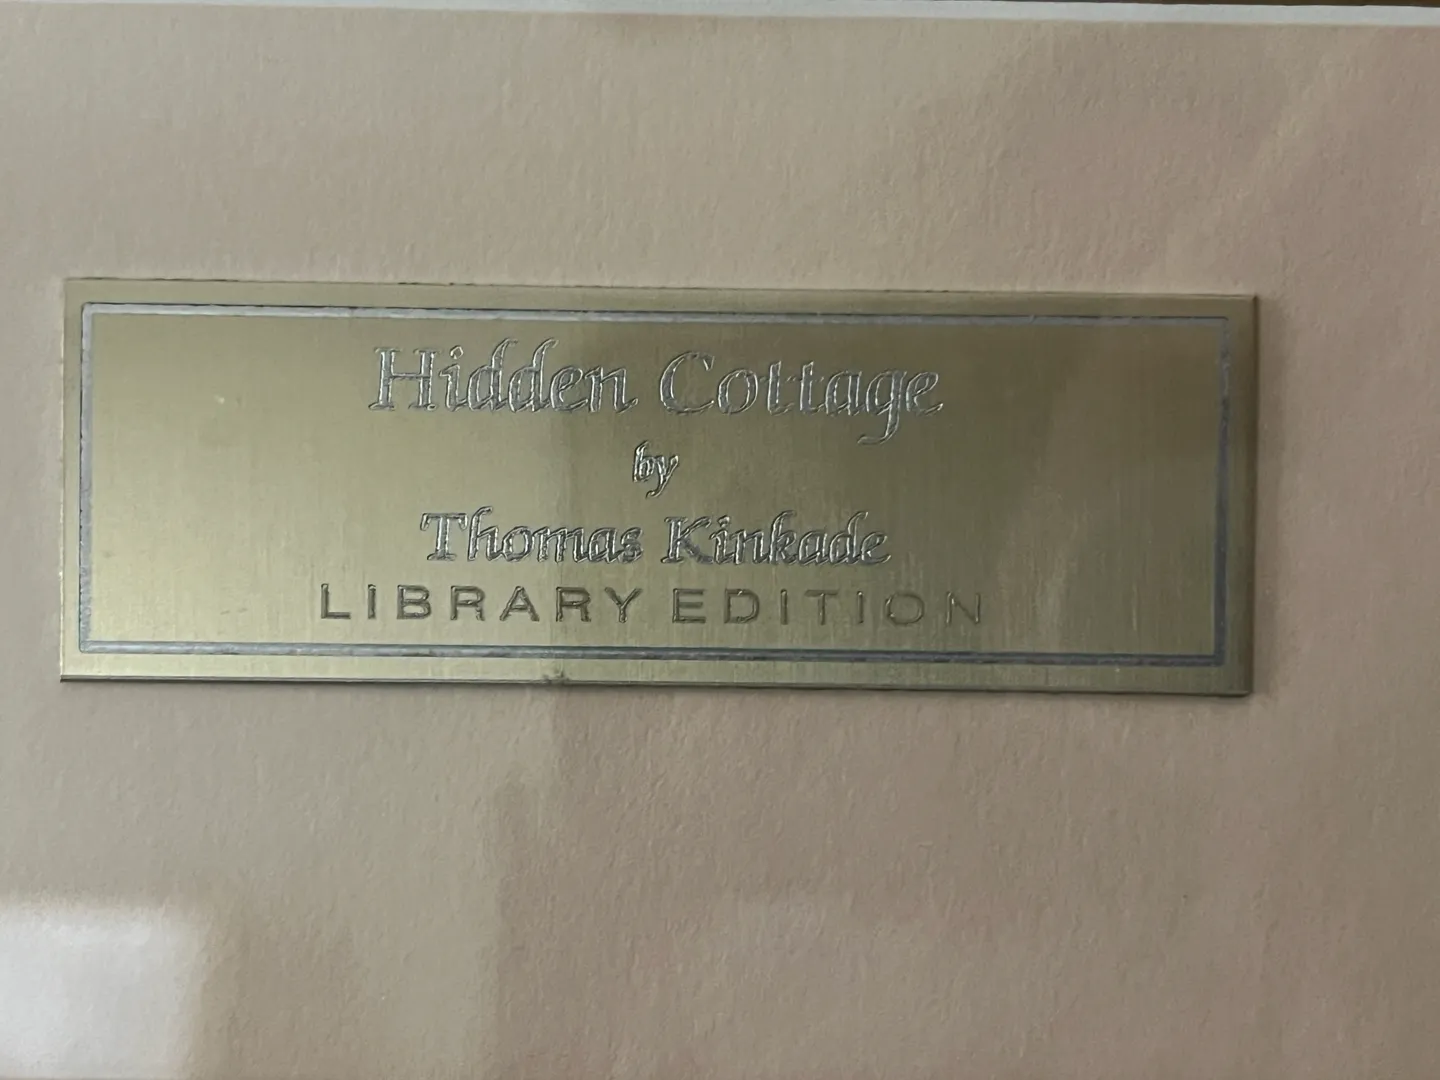 Hidden Cottage
by
Thomas Kinkade
LIBRARY EDITION